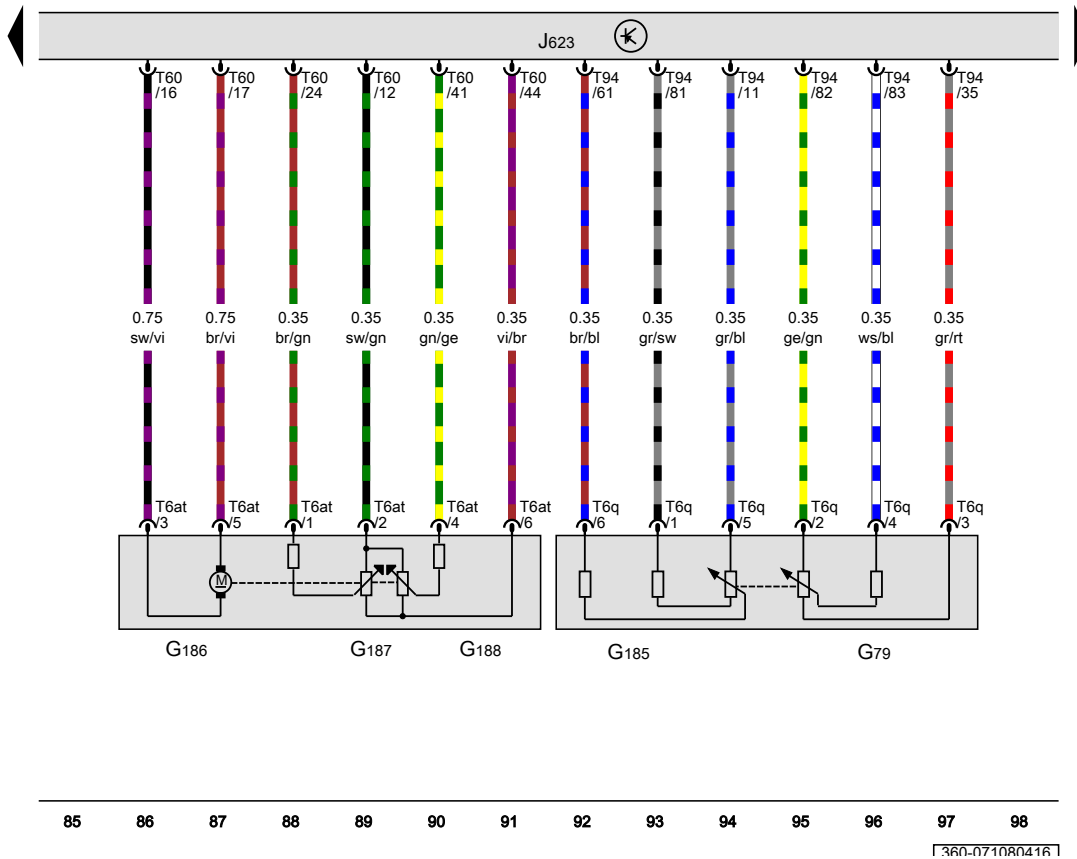 J623
T60 T60 T60 T60 T60 T60 T94 T94 T94 T94 T94 T94
/16 /17 /24 /12 /41 /44 /61 /81 /11 /82 /83 /35
0.75 0.75 0.35 0.35 0.35 0.35 0.35 0.35 0.35 0.35 0.35 0.35
sw/vi br/vi br/gn sw/gn gn/ge vi/br br/bl gr/sw gr/bl ge/gn ws/bl gr/rt
T6at T6at T6at T6at T6at T6at T6q T6q T6q T6q T6q T6q
/3 /5 /1 /2 /4 /6 /6 /1 /5 /2 /4 /3
M
G186 G187 G188 G185 G79
85 86 87 88 89 90 91 92 93 94 95 96 97 98
360-071080416